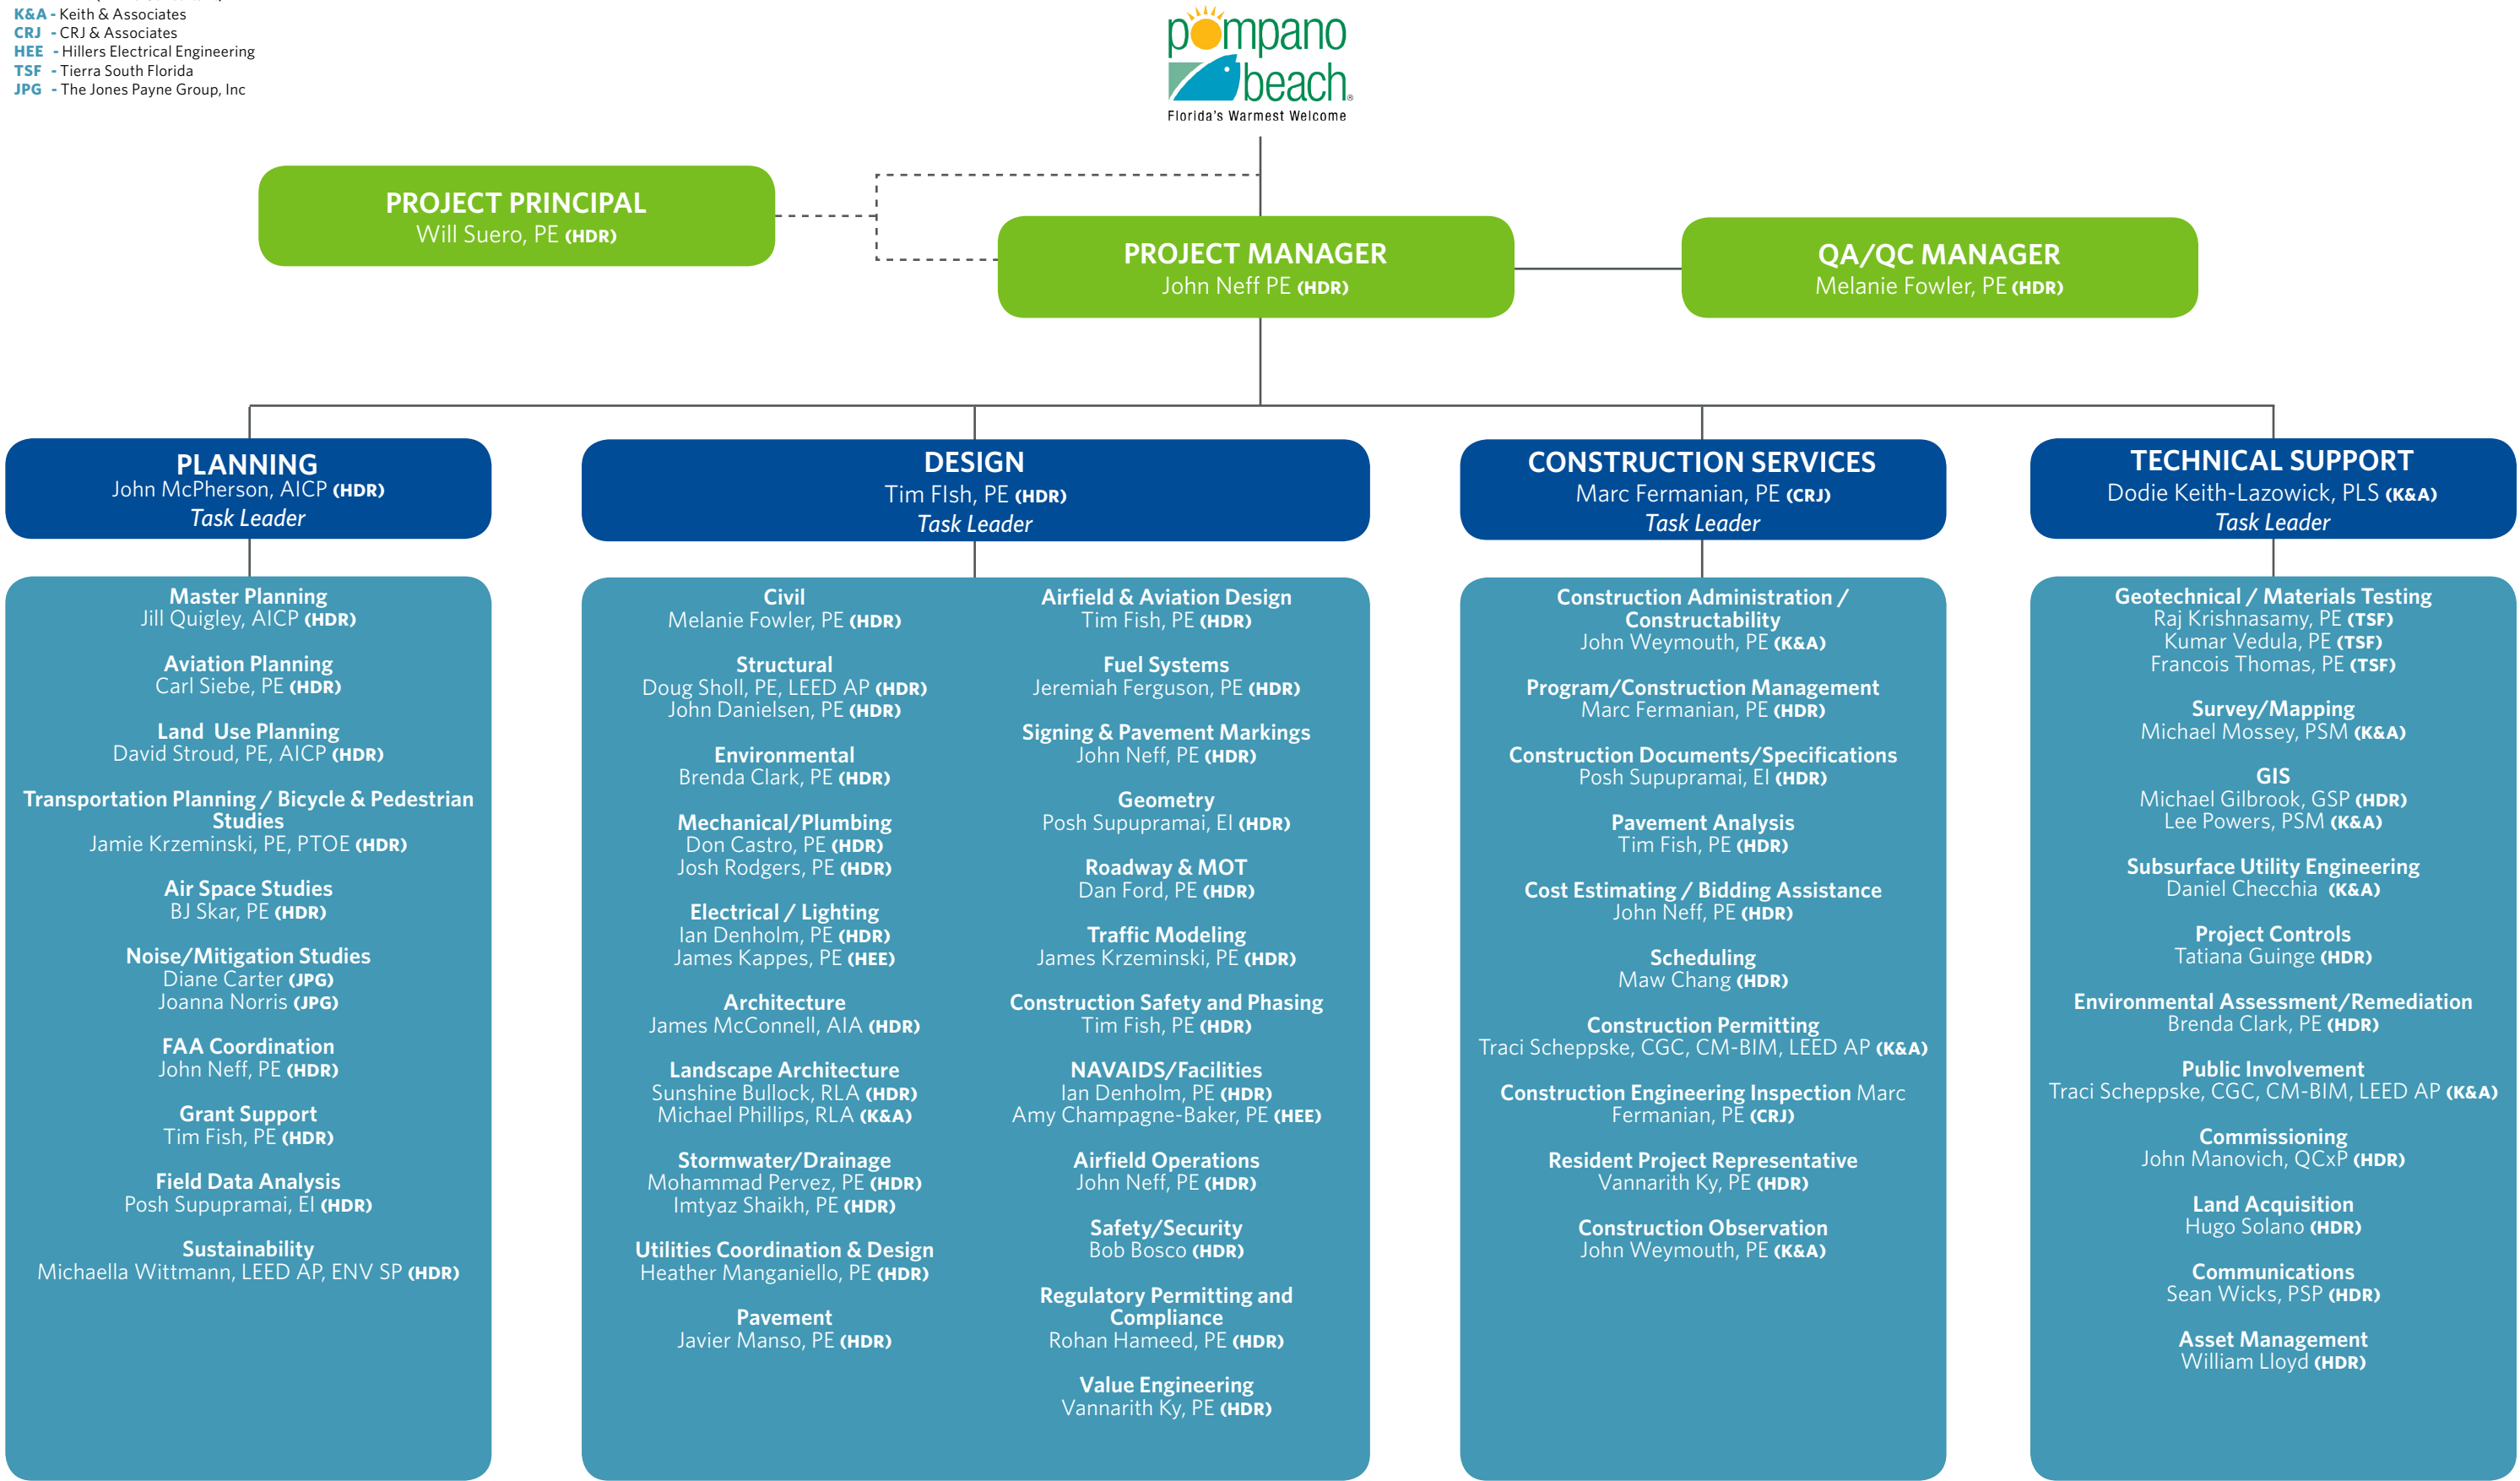 K&A - Keith & Associates
CRJ - CRJ & Associates
HEE - Hillers Electrical Engineering
TSF - Tierra South Florida
JPG - The Jones Payne Group, Inc
pompano
beach®
Florida's Warmest Welcome
PROJECT PRINCIPAL
Will Suero, PE (HDR)
PROJECT MANAGER
John Neff PE (HDR)
QA/QC MANAGER
Melanie Fowler, PE (HDR)
PLANNING
John McPherson, AICP (HDR)
Task Leader
Master Planning
Jill Quigley, AICP (HDR)
Aviation Planning
Carl Siebe, PE (HDR)
Land Use Planning
David Stroud, PE, AICP (HDR)
Transportation Planning / Bicycle & Pedestrian
Studies
Jamie Krzeminski, PE, PTOE (HDR)
Air Space Studies
BJ Skar, PE (HDR)
Noise/Mitigation Studies
Diane Carter (JPG)
Joanna Norris (JPG)
FAA Coordination
John Neff, PE (HDR)
Grant Support
Tim Fish, PE (HDR)
Field Data Analysis
Posh Supupramai, EI (HDR)
Sustainability
Michaella Wittmann, LEED AP, ENV SP (HDR)
DESIGN
Tim FIsh, PE (HDR)
Task Leader
Civil
Melanie Fowler, PE (HDR)
Structural
Doug Sholl, PE, LEED AP (HDR)
John Danielsen, PE (HDR)
Environmental
Brenda Clark, PE (HDR)
Mechanical/Plumbing
Don Castro, PE (HDR)
Josh Rodgers, PE (HDR)
Electrical / Lighting
Ian Denholm, PE (HDR)
James Kappes, PE (HEE)
Architecture
James McConnell, AIA (HDR)
Landscape Architecture
Sunshine Bullock, RLA (HDR)
Michael Phillips, RLA (K&A)
Stormwater/Drainage
Mohammad Pervez, PE (HDR)
Imtyaz Shaikh, PE (HDR)
Utilities Coordination & Design
Heather Manganiello, PE (HDR)
Pavement
Javier Manso, PE (HDR)
Airfield & Aviation Design
Tim Fish, PE (HDR)
Fuel Systems
Jeremiah Ferguson, PE (HDR)
Signing & Pavement Markings
John Neff, PE (HDR)
Geometry
Posh Supupramai, EI (HDR)
Roadway & MOT
Dan Ford, PE (HDR)
Traffic Modeling
James Krzeminski, PE (HDR)
Construction Safety and Phasing
Tim Fish, PE (HDR)
NAVAIDS/Facilities
Ian Denholm, PE (HDR)
Amy Champagne-Baker, PE (HEE)
Airfield Operations
John Neff, PE (HDR)
Safety/Security
Bob Bosco (HDR)
Regulatory Permitting and
Compliance
Rohan Hameed, PE (HDR)
Value Engineering
Vannarith Ky, PE (HDR)
CONSTRUCTION SERVICES
Marc Fermanian, PE (CRJ)
Task Leader
Construction Administration /
Constructability
John Weymouth, PE (K&A)
Program/Construction Management
Marc Fermanian, PE (HDR)
Construction Documents/Specifications
Posh Supupramai, EI (HDR)
Pavement Analysis
Tim Fish, PE (HDR)
Cost Estimating / Bidding Assistance
John Neff, PE (HDR)
Scheduling
Maw Chang (HDR)
Construction Permitting
Traci Scheppske, CGC, CM-BIM, LEED AP (K&A)
Construction Engineering Inspection Marc
Fermanian, PE (CRJ)
Resident Project Representative
Vannarith Ky, PE (HDR)
Construction Observation
John Weymouth, PE (K&A)
TECHNICAL SUPPORT
Dodie Keith-Lazowick, PLS (K&A)
Task Leader
Geotechnical / Materials Testing
Raj Krishnasamy, PE (TSF)
Kumar Vedula, PE (TSF)
Francois Thomas, PE (TSF)
Survey/Mapping
Michael Mossey, PSM (K&A)
GIS
Michael Gilbrook, GSP (HDR)
Lee Powers, PSM (K&A)
Subsurface Utility Engineering
Daniel Checchia (K&A)
Project Controls
Tatiana Guinge (HDR)
Environmental Assessment/Remediation
Brenda Clark, PE (HDR)
Public Involvement
Traci Scheppske, CGC, CM-BIM, LEED AP (K&A)
Commissioning
John Manovich, QCxP (HDR)
Land Acquisition
Hugo Solano (HDR)
Communications
Sean Wicks, PSP (HDR)
Asset Management
William Lloyd (HDR)